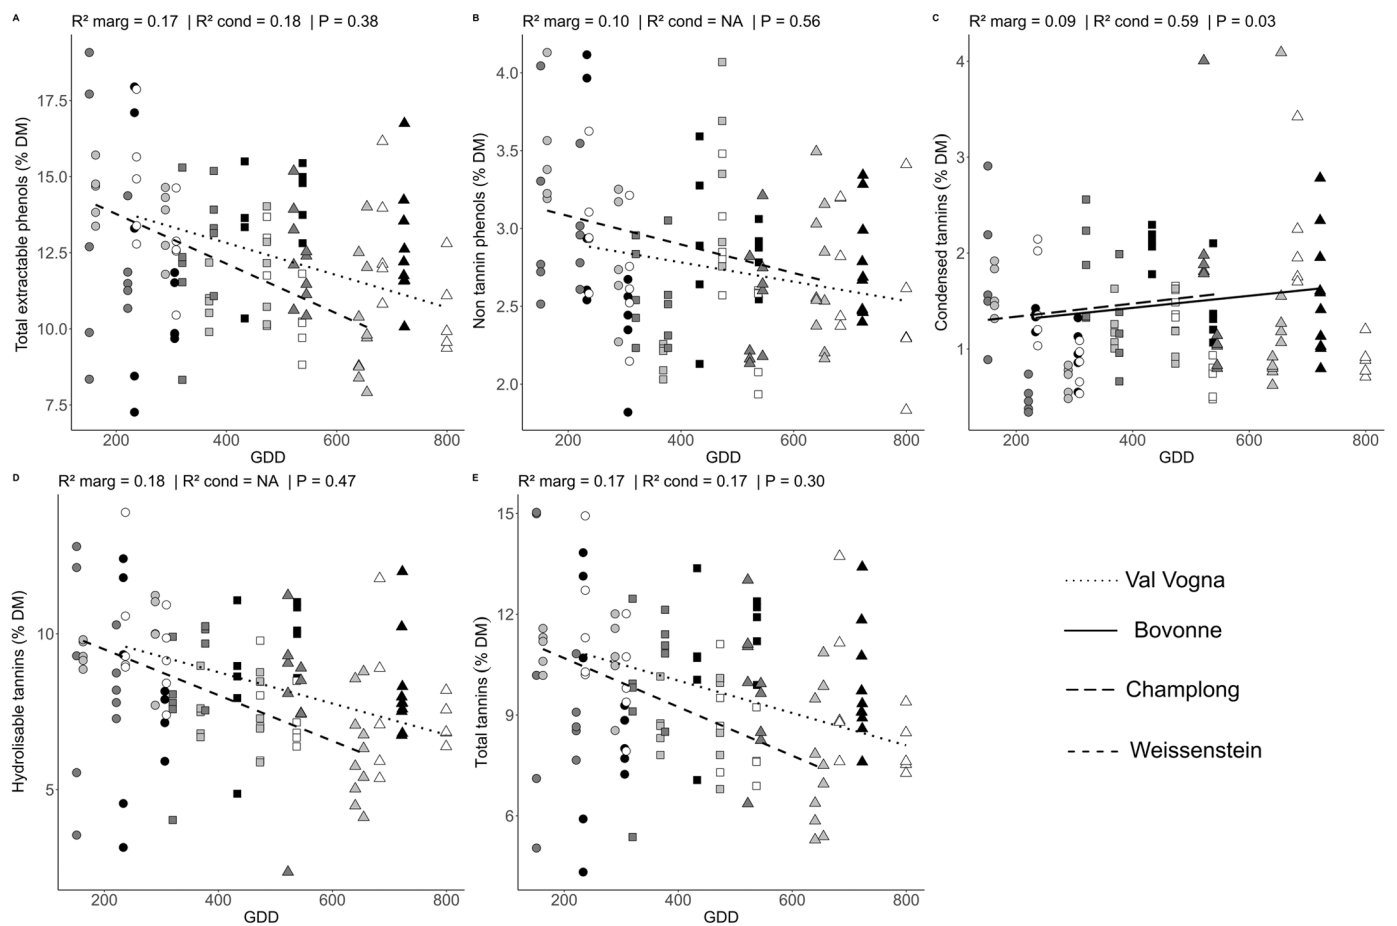 A R² marg = 0.17 | R² cond = 0.18 | P = 0.38
Total extractable phenols (% DM)
17.5
15.0
12.5
10.0
7.5
200 400 600 800
GDD
B R² marg = 0.10 | R² cond = NA | P = 0.56
Non tannin phenols (% DM)
4.0
3.5
3.0
2.5
2.0
200 400 600 800
GDD
C R² marg = 0.09 | R² cond = 0.59 | P = 0.03
Condensed tannins (% DM)
4
3
2
1
200 400 600 800
GDD
D R² marg = 0.18 | R² cond = NA | P = 0.47
Hydrolisable tannins (% DM)
10
5
200 400 600 800
GDD
E R² marg = 0.17 | R² cond = 0.17 | P = 0.30
Total tannins (% DM)
15
12
9
6
200 400 600 800
GDD
Val Vogna
Bovonne
Champlong
Weissenstein